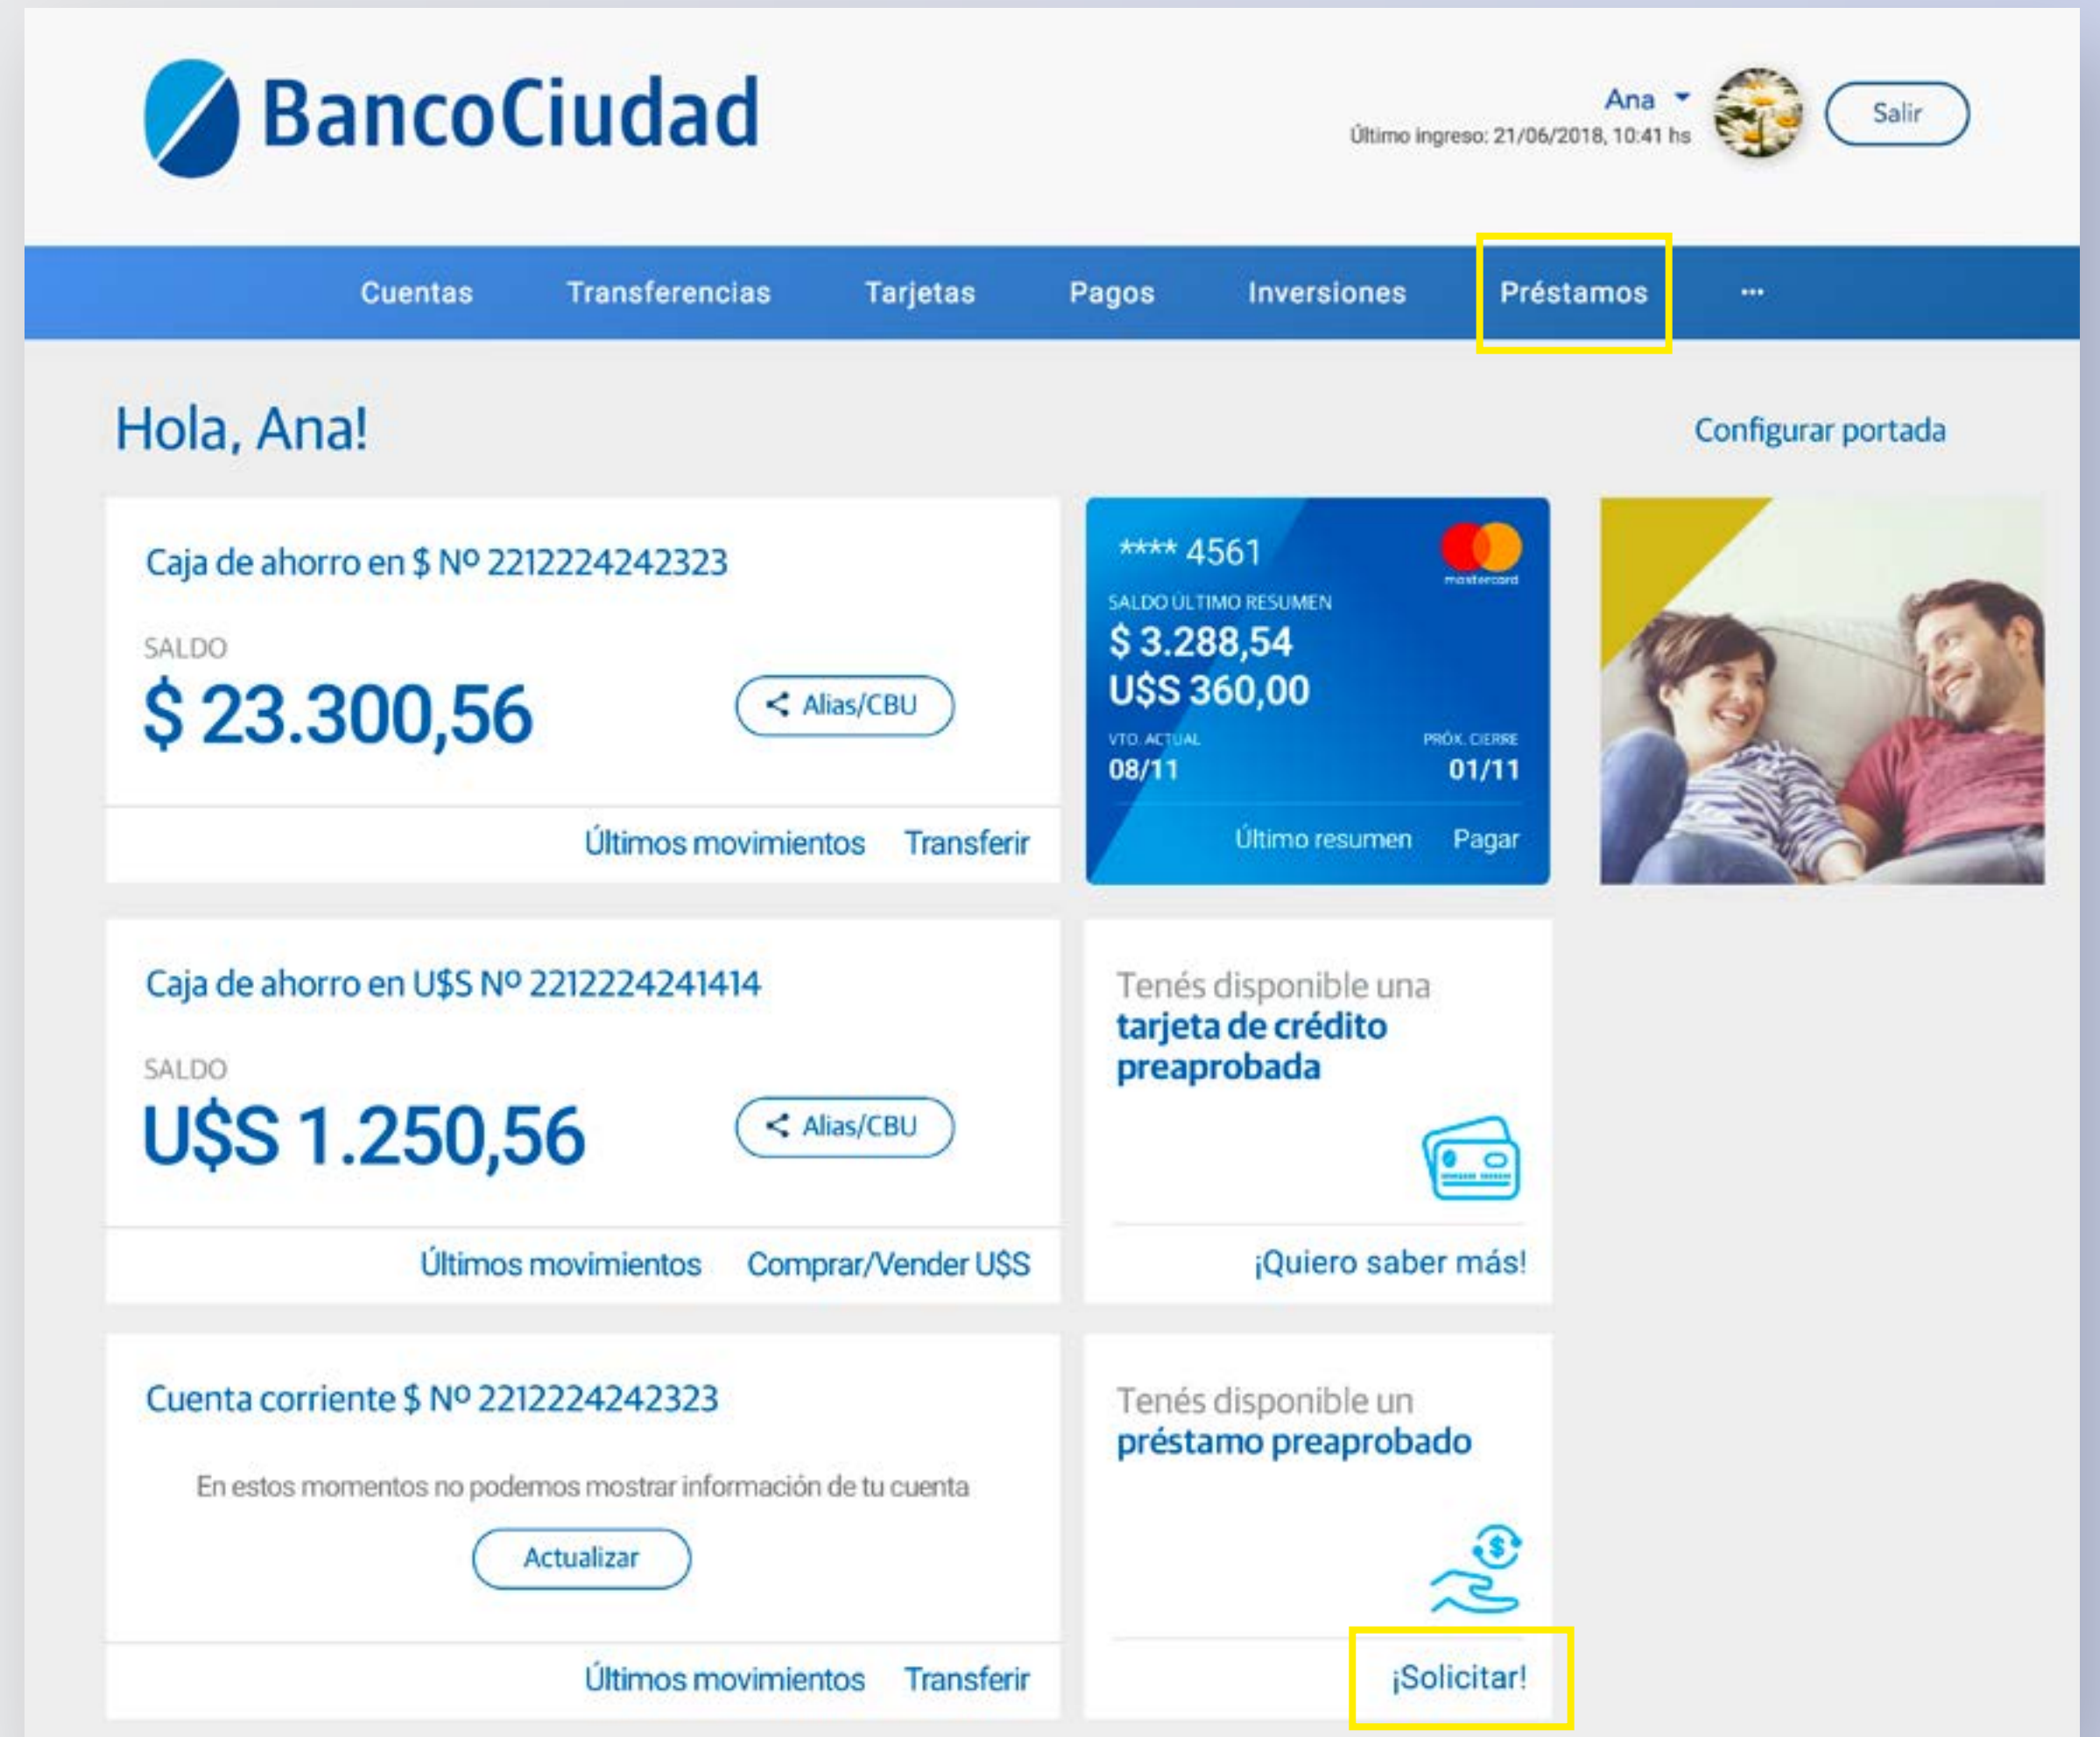 BancoCiudad
Ana
Último ingreso: 21/06/2018, 10:41 hs
Salir
Cuentas Transferencias Tarjetas Pagos Inversiones Préstamos ...
Hola, Ana!
Configurar portada
Caja de ahorro en $ Nº 2212224242323
SALDO
$ 23.300,56
Alias/CBU
Últimos movimientos Transferir
**** 4561
mastercard
SALDO ÚLTIMO RESUMEN
$ 3.288,54
U$S 360,00
VTO. ACTUAL PRÓX. CIERRE
08/11 01/11
Último resumen Pagar
Caja de ahorro en U$S Nº 2212224241414
SALDO
U$S 1.250,56
Alias/CBU
Últimos movimientos Comprar/Vender U$S
Tenés disponible una
tarjeta de crédito
preaprobada
¡Quiero saber más!
Cuenta corriente $ Nº 2212224242323
En estos momentos no podemos mostrar información de tu cuenta
Actualizar
Últimos movimientos Transferir
Tenés disponible un
préstamo preaprobado
¡Solicitar!